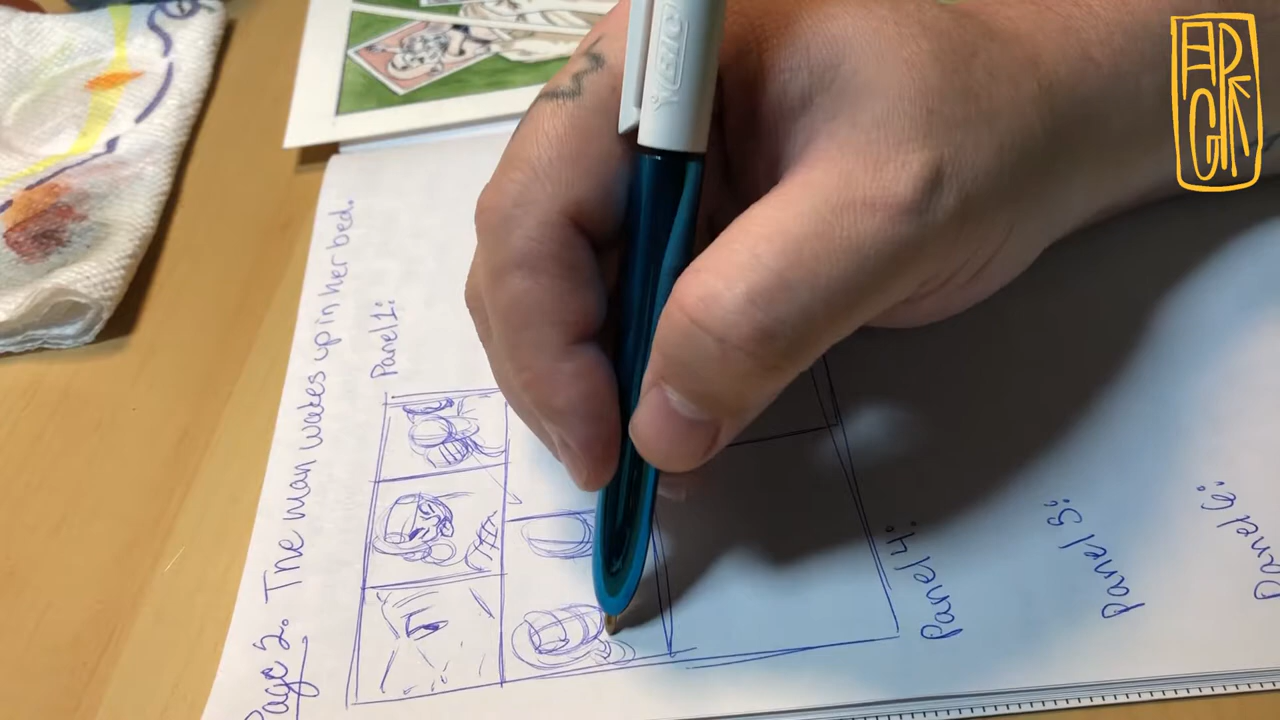 Page 2. The man wakes up in her bed.
Panel 1:
Panel 4:
Panel 5:
Panel 6:
BIC